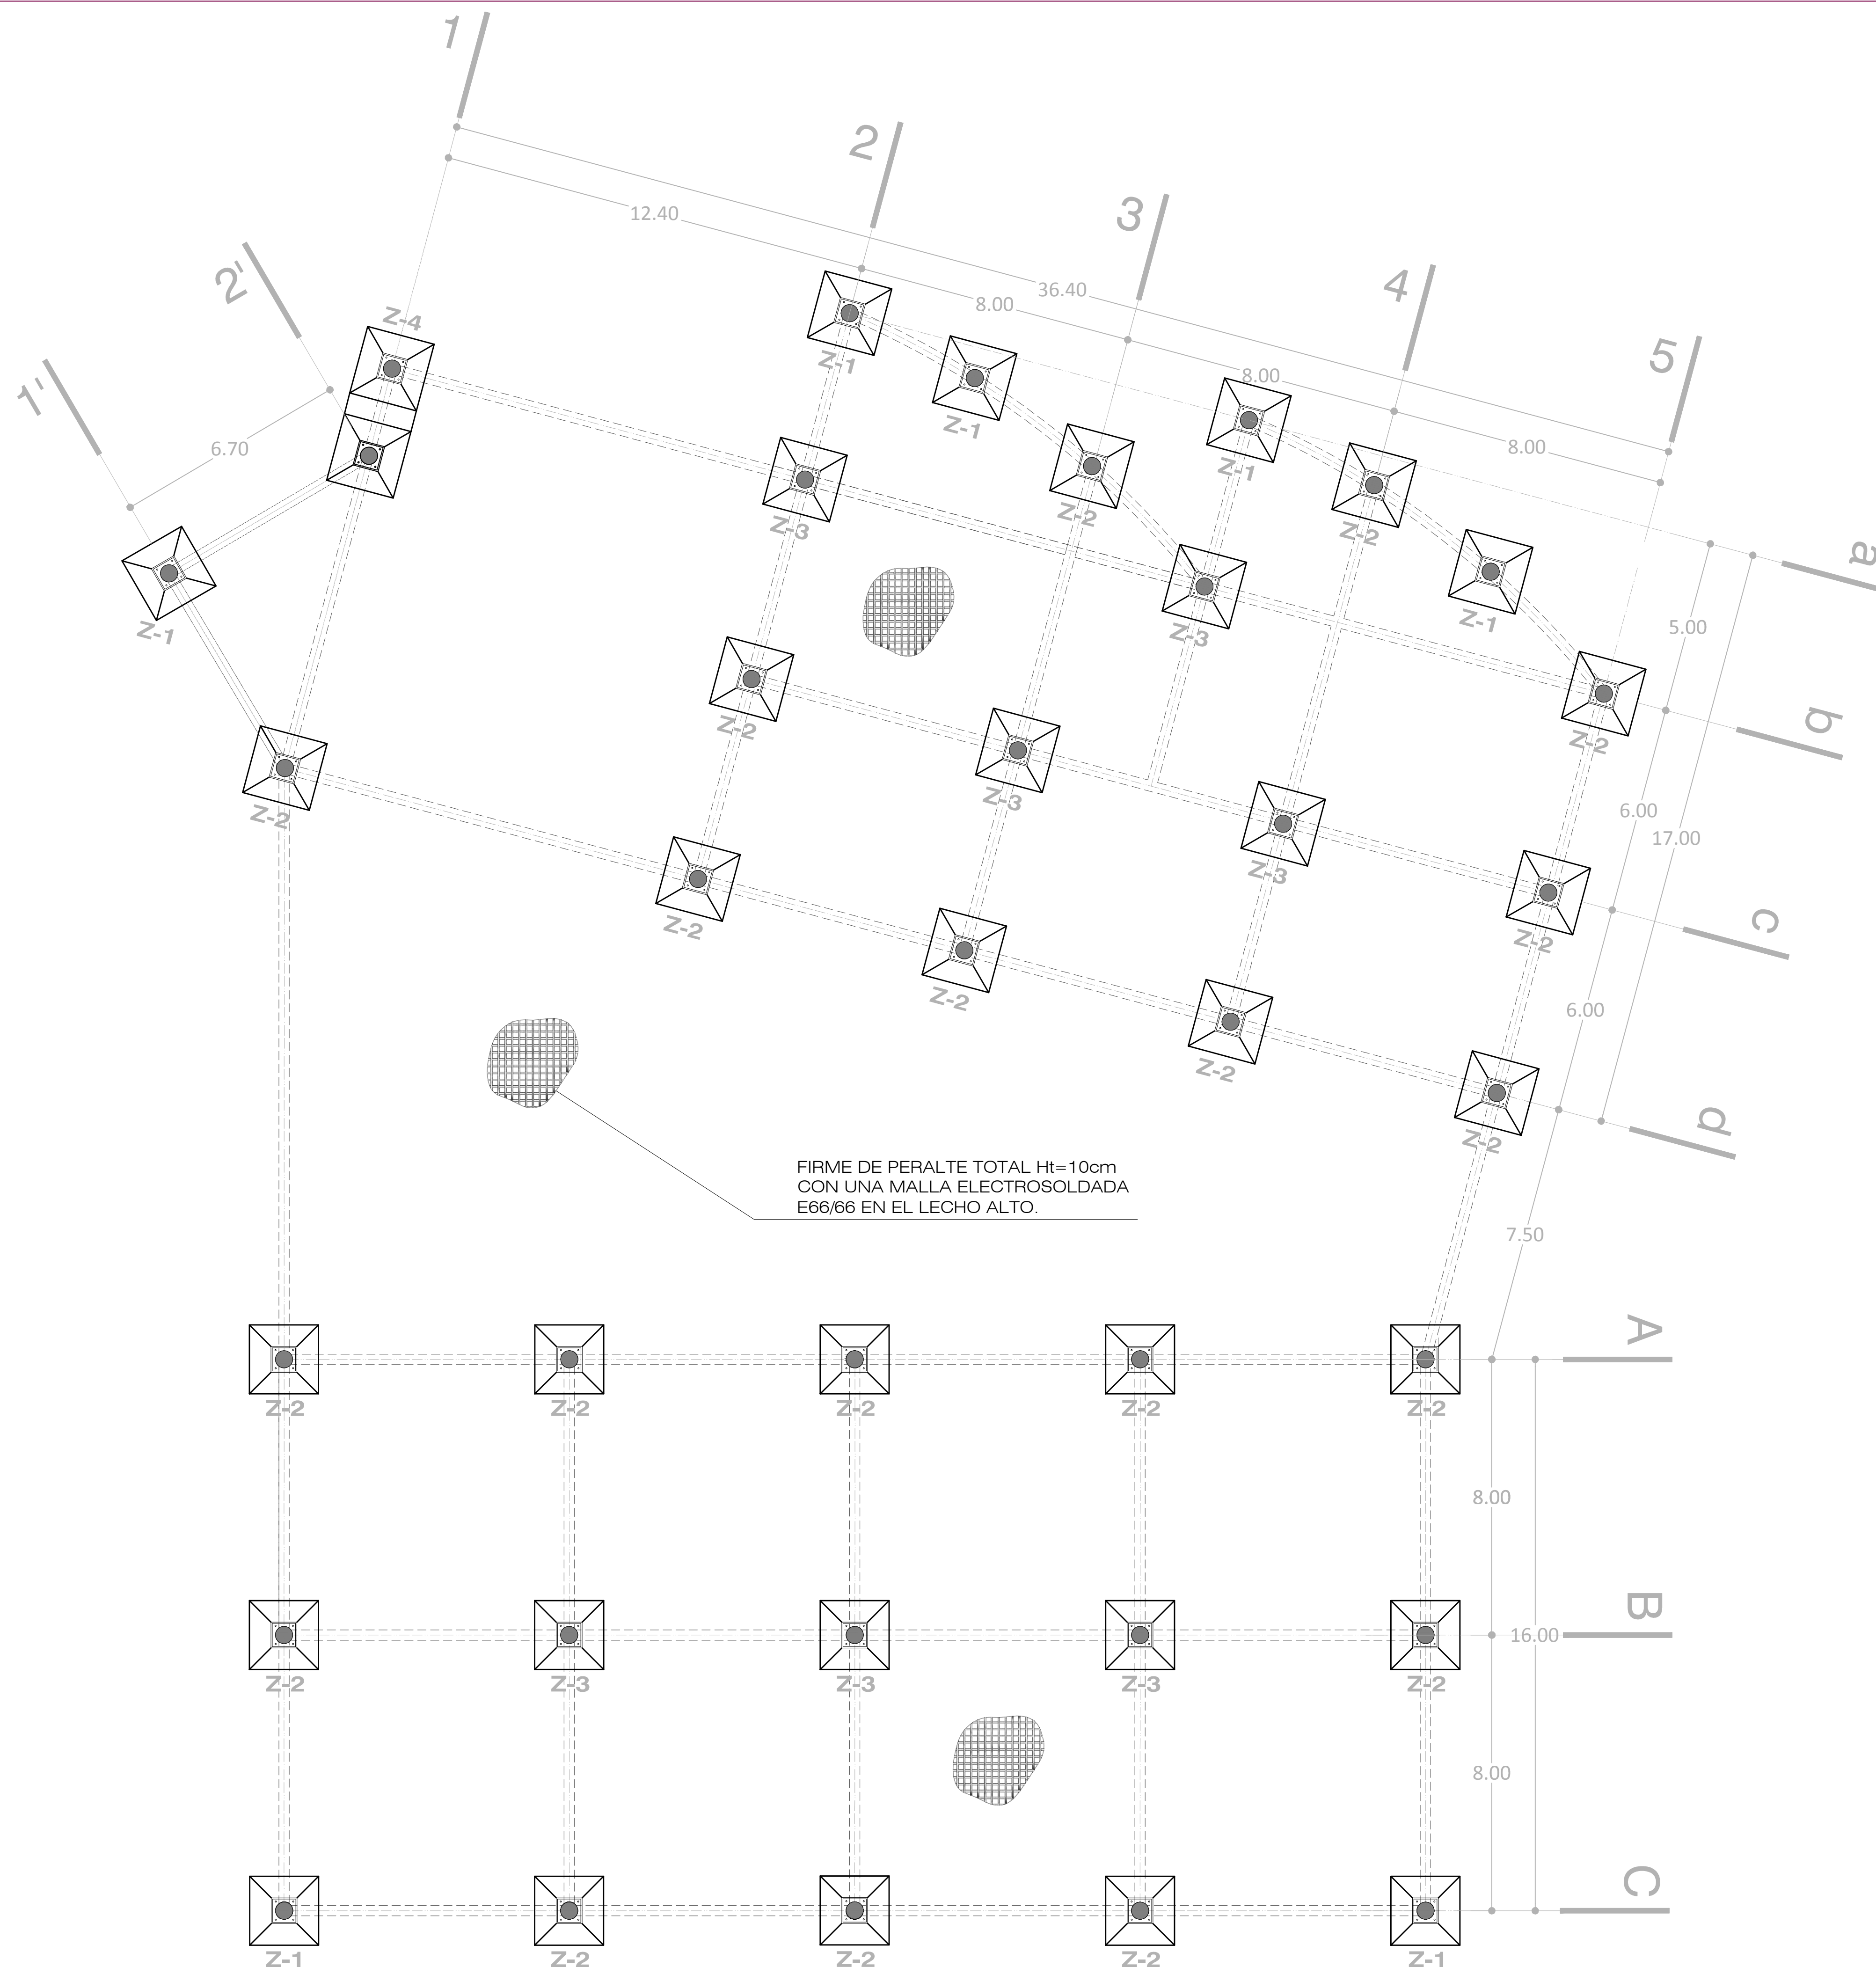 1
2
12.40
3
2'
4
36.40
8.00
Z-4
5
1'
Z-1
8.00
Z-1
8.00
6.70
Z-1
Z-2
Z-3
Z-2
a
Z-1
Z-3
Z-1
5.00
b
Z-2
Z-2
Z-2
Z-3
6.00
17.00
Z-2
Z-3
c
Z-2
Z-2
Z-2
6.00
Z-2
d
Z-2
FIRME DE PERALTE TOTAL Ht=10cm
CON UNA MALLA ELECTROSOLDADA
E66/66 EN EL LECHO ALTO.
7.50
A
Z-2
Z-2
Z-2
Z-2
Z-2
8.00
B
16.00
Z-2
Z-3
Z-3
Z-3
Z-2
8.00
C
Z-1
Z-2
Z-2
Z-2
Z-1